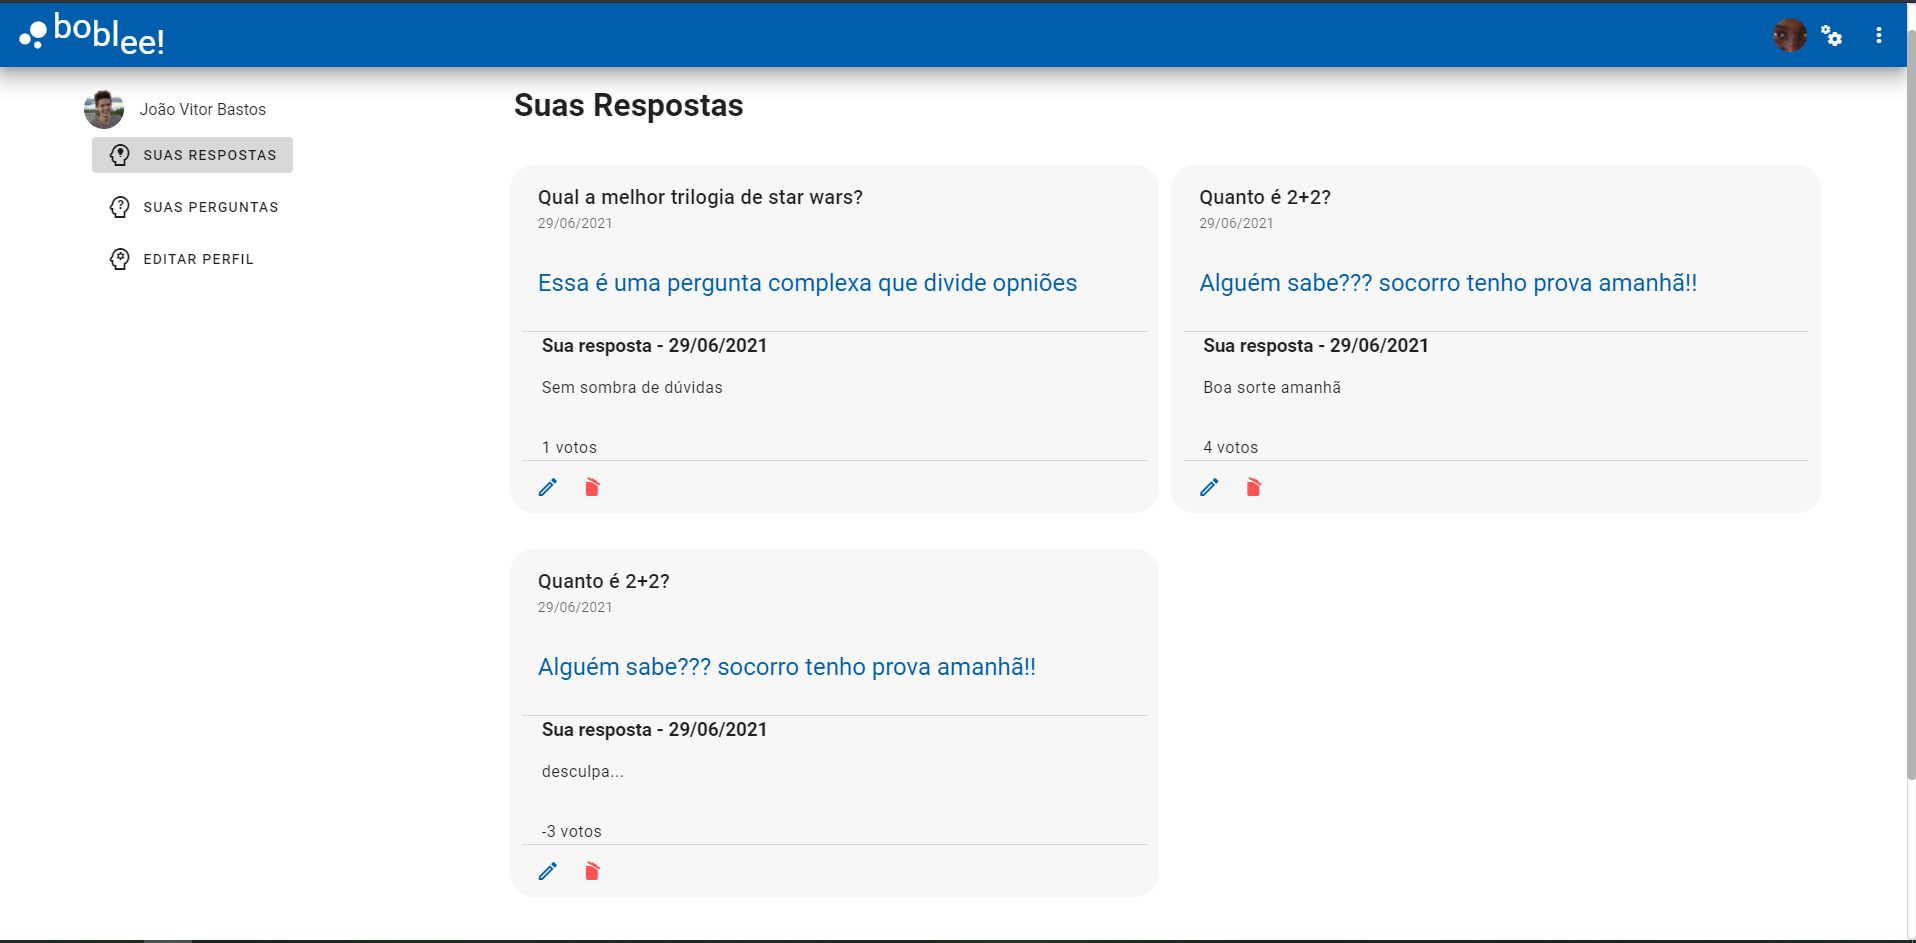 boblee!
João Vitor Bastos
SUAS RESPOSTAS
SUAS PERGUNTAS
EDITAR PERFIL
Suas Respostas
Qual a melhor trilogia de star wars?
29/06/2021
Essa é uma pergunta complexa que divide opniões
Sua resposta - 29/06/2021
Sem sombra de dúvidas
1 votos
Quanto é 2+2?
29/06/2021
Alguém sabe??? socorro tenho prova amanhã!!
Sua resposta - 29/06/2021
Boa sorte amanhã
4 votos
Quanto é 2+2?
29/06/2021
Alguém sabe??? socorro tenho prova amanhã!!
Sua resposta - 29/06/2021
desculpa...
-3 votos